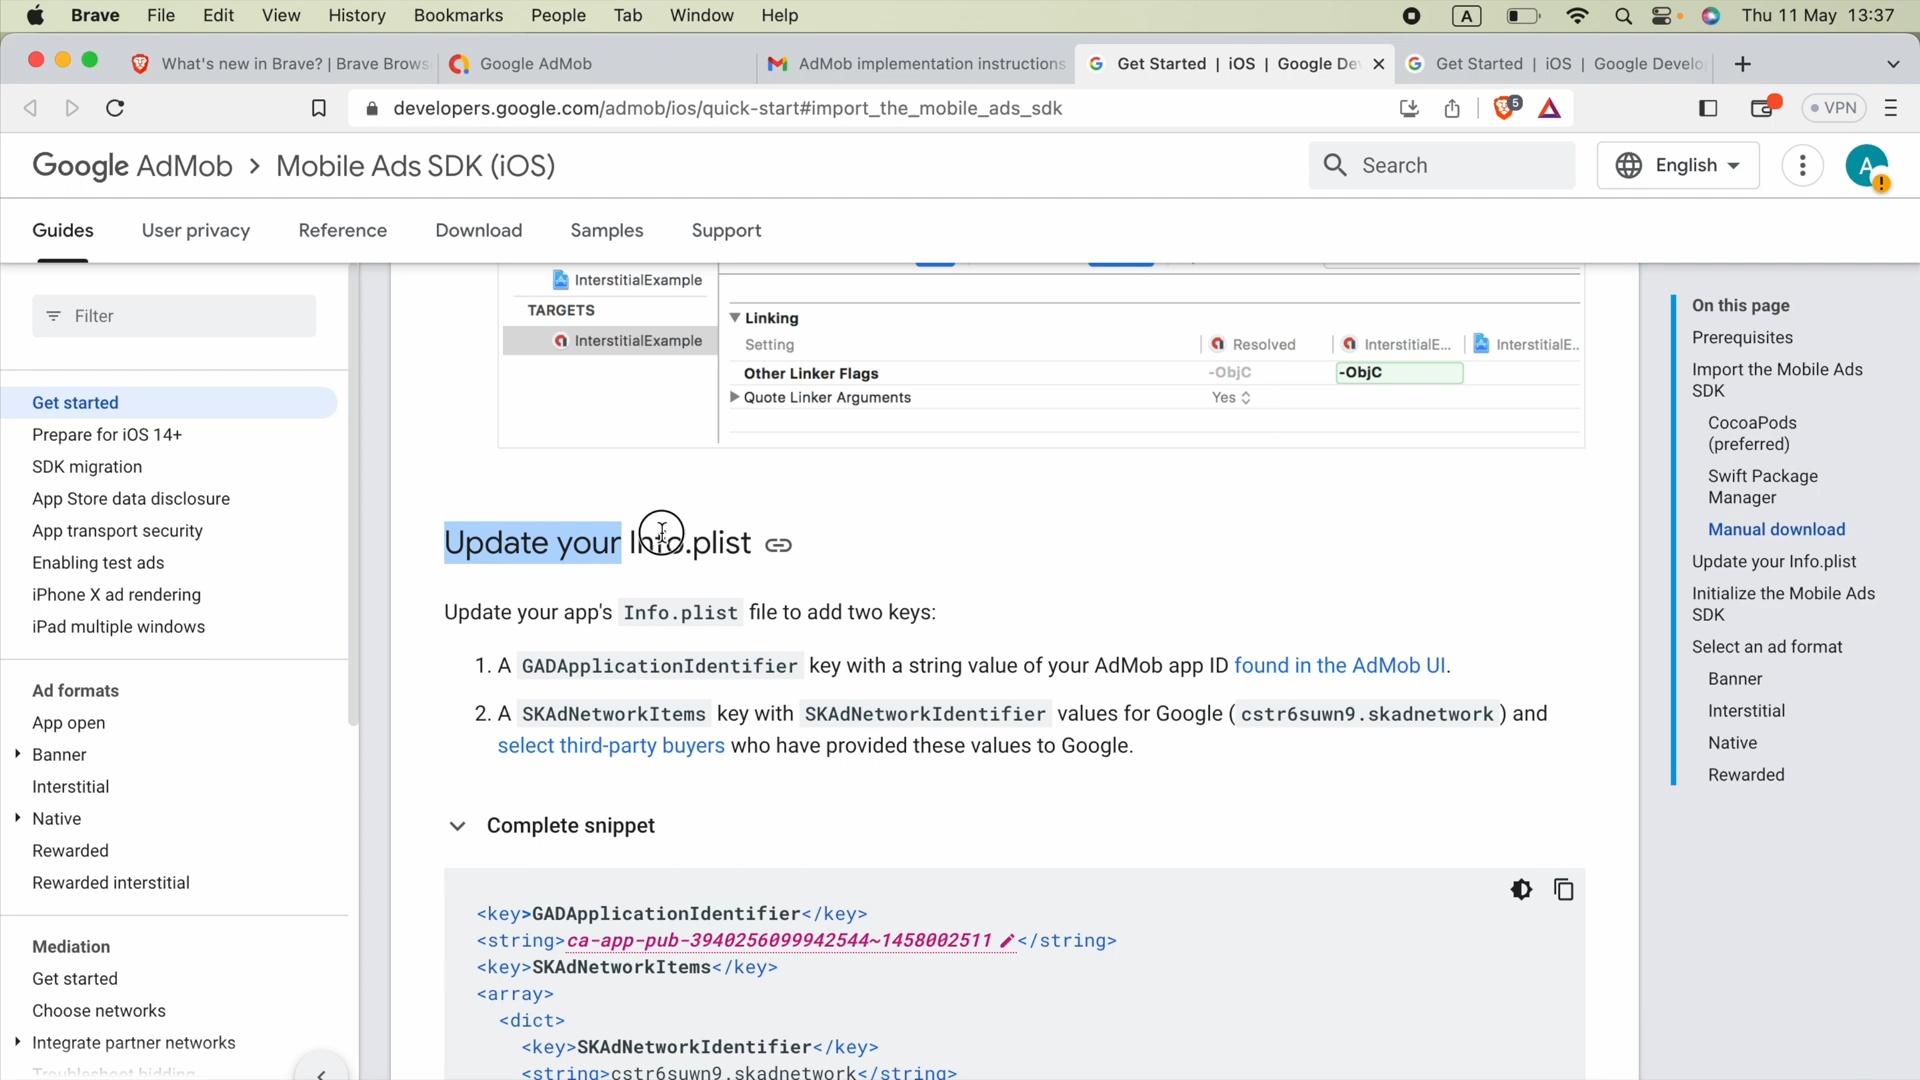 Brave File Edit View History Bookmarks People Tab Window Help A Thu 11 May 13:37
What's new in Brave? | Brave Brows Google AdMob AdMob implementation instructions Get Started | iOS | Google De Get Started | iOS | Google Develo
developers.google.com/admob/ios/quick-start#import_the_mobile_ads_sdk 5 VPN
Google AdMob > Mobile Ads SDK (iOS) Search English A
Guides User privacy Reference Download Samples Support
Filter
Get started
Prepare for iOS 14+
SDK migration
App Store data disclosure
App transport security
Enabling test ads
iPhone X ad rendering
iPad multiple windows
Ad formats
App open
Banner
Interstitial
Native
Rewarded
Rewarded interstitial
Mediation
Get started
Choose networks
Integrate partner networks
Troubleshoot bidding
InterstitialExample
TARGETS
InterstitialExample
Linking
Setting Resolved InterstitialE... InterstitialE..
Other Linker Flags -ObjC -ObjC
Quote Linker Arguments Yes
Update your Info.plist
Update your app's Info.plist file to add two keys:
1. A GADApplicationIdentifier key with a string value of your AdMob app ID found in the AdMob UI.
2. A SKAdNetworkItems key with SKAdNetworkIdentifier values for Google (cstr6suwn9.skadnetwork) and
select third-party buyers who have provided these values to Google.
Complete snippet
<key>GADApplicationIdentifier</key>
<string>ca-app-pub-3940256099942544~1458002511</string>
<key>SKAdNetworkItems</key>
<array>
<dict>
<key>SKAdNetworkIdentifier</key>
<string>cstr6suwn9.skadnetwork</string>
On this page
Prerequisites
Import the Mobile Ads
SDK
CocoaPods
(preferred)
Swift Package
Manager
Manual download
Update your Info.plist
Initialize the Mobile Ads
SDK
Select an ad format
Banner
Interstitial
Native
Rewarded